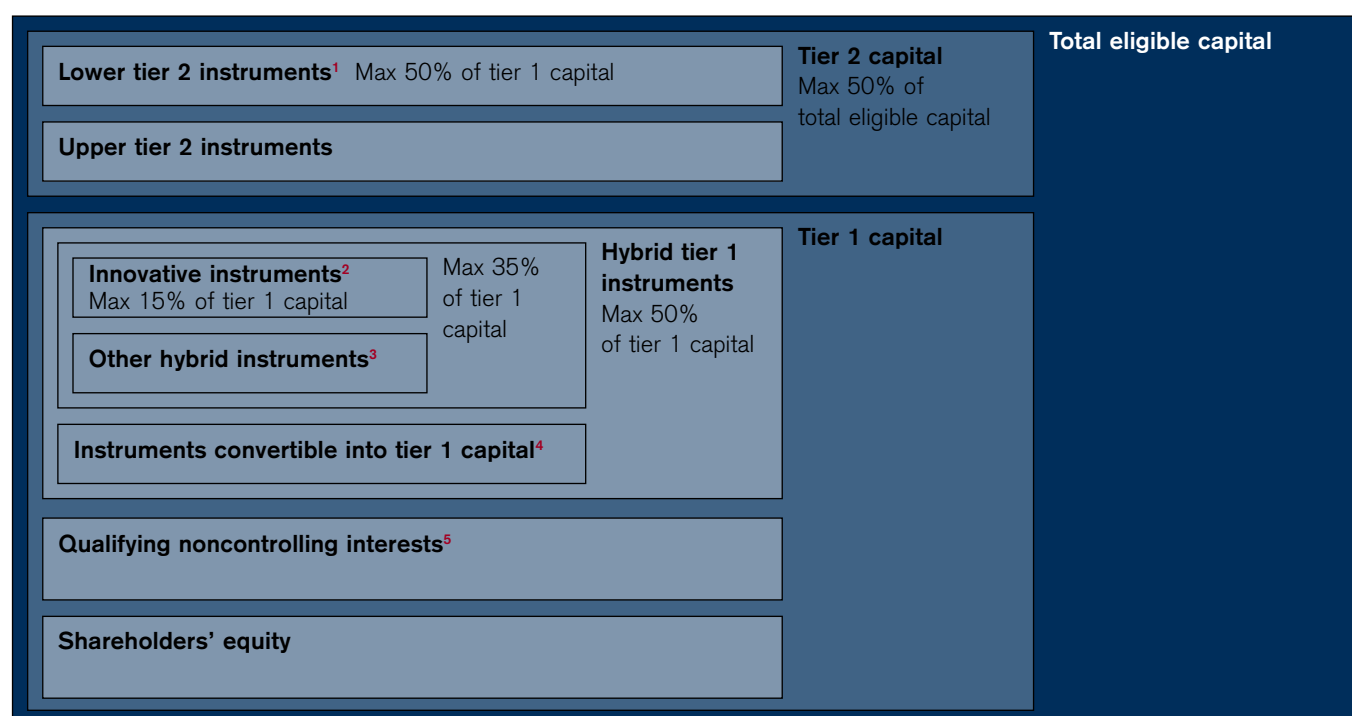 Total eligible capital
Lower tier 2 instruments1 Max 50% of tier 1 capital
Upper tier 2 instruments
Tier 2 capital
Max 50% of
total eligible capital
Innovative instruments2
Max 15% of tier 1 capital
Other hybrid instruments3
Max 35%
of tier 1
capital
Instruments convertible into tier 1 capital4
Hybrid tier 1
instruments
Max 50%
of tier 1 capital
Tier 1 capital
Qualifying noncontrolling interests5
Shareholders’ equity